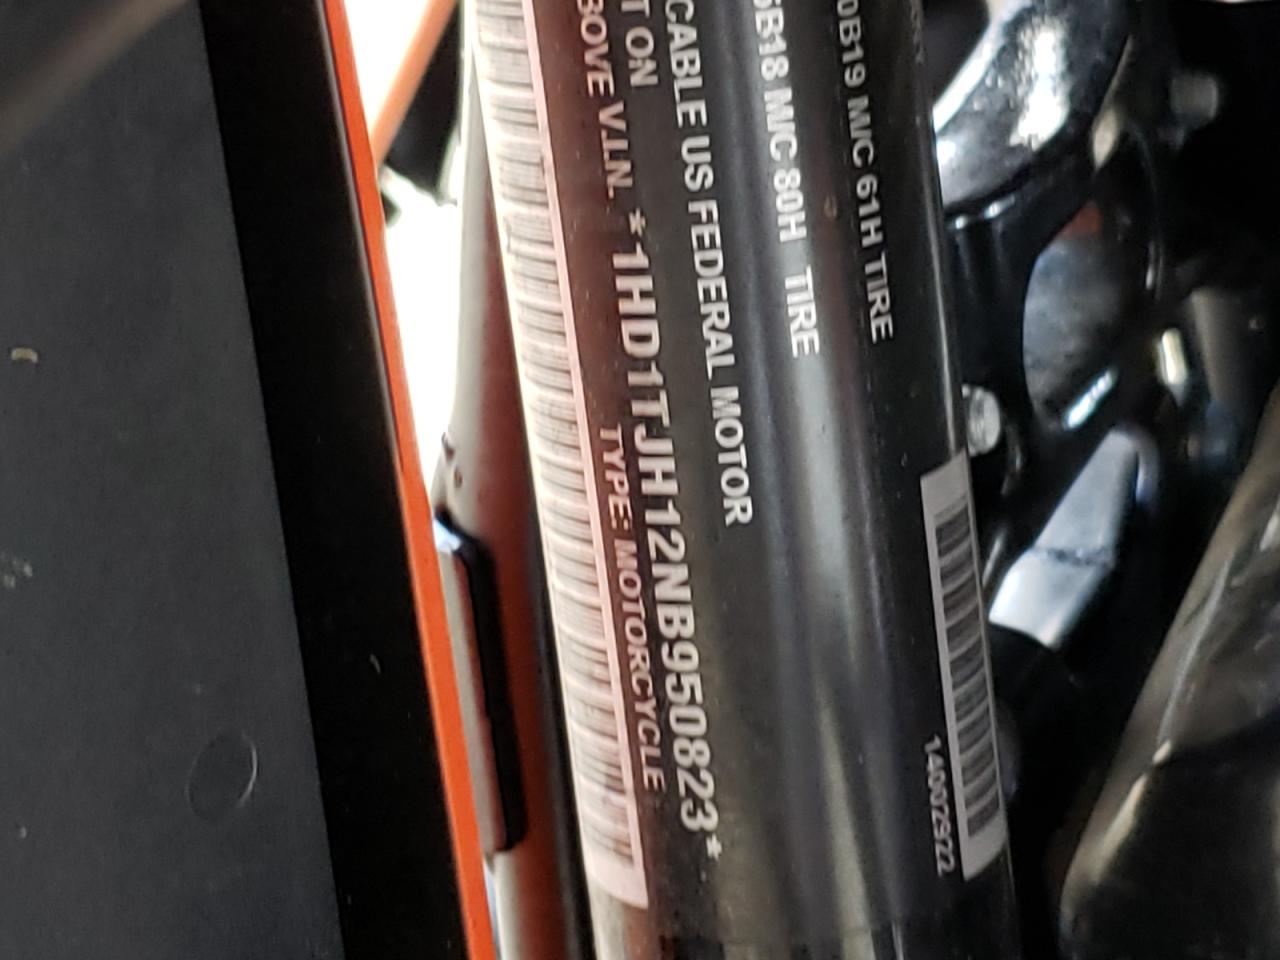 14002922
0B19 M/C 61H TIRE
5B18 M/C 80H TIRE
CABLE US FEDERAL MOTOR
T ON
BOVE V.I.N. *1HD1TJH12NB950823*
TYPE: MOTORCYCLE